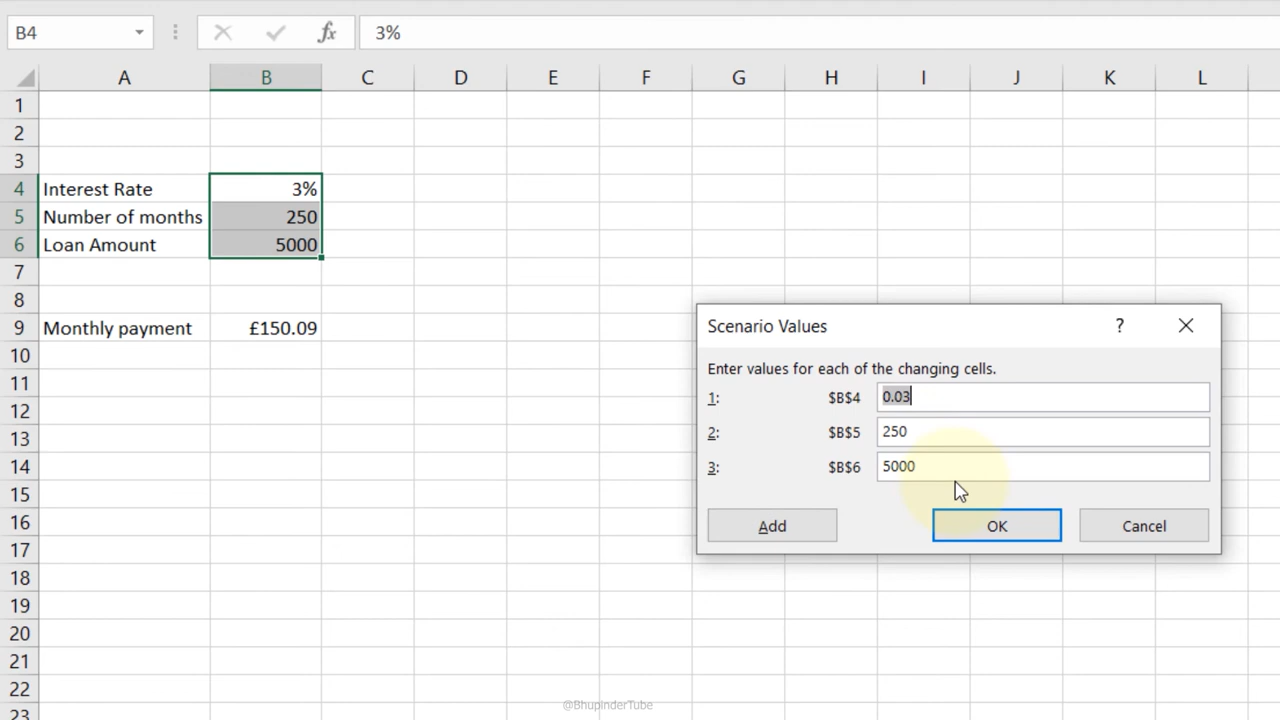 B4 fx 3%
A B C D E F G H I J K L
1
2
3
4 Interest Rate 3%
5 Number of months 250
6 Loan Amount 5000
7
8
9 Monthly payment £150.09
10
11
12
13
14
15
16
17
18
19
20
21
22
23
Scenario Values ?
Enter values for each of the changing cells.
1: $B$4 0.03
2: $B$5 250
3: $B$6 5000
Add OK Cancel
@BhupinderTube